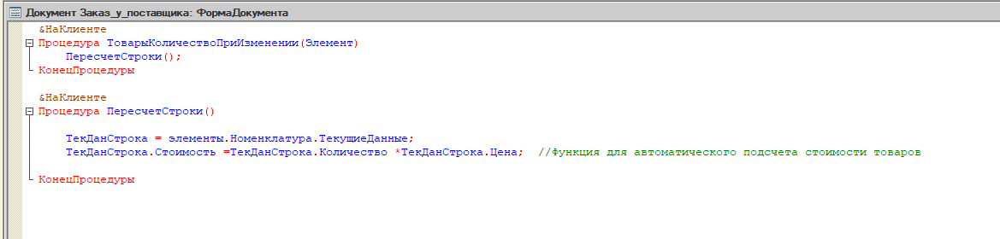 Документ Заказ_у_поставщика: ФормаДокумента
&НаКлиенте
Процедура ТоварыКоличествоПриИзменении(Элемент)
ПересчетСтроки();
КонецПроцедуры
&НаКлиенте
Процедура ПересчетСтроки()
ТекДанСтрока = элементы.Номенклатура.ТекущиеДанные;
ТекДанСтрока.Стоимость =ТекДанСтрока.Количество *ТекДанСтрока.Цена; //функция для автоматического подсчета стоимости товаров
КонецПроцедуры